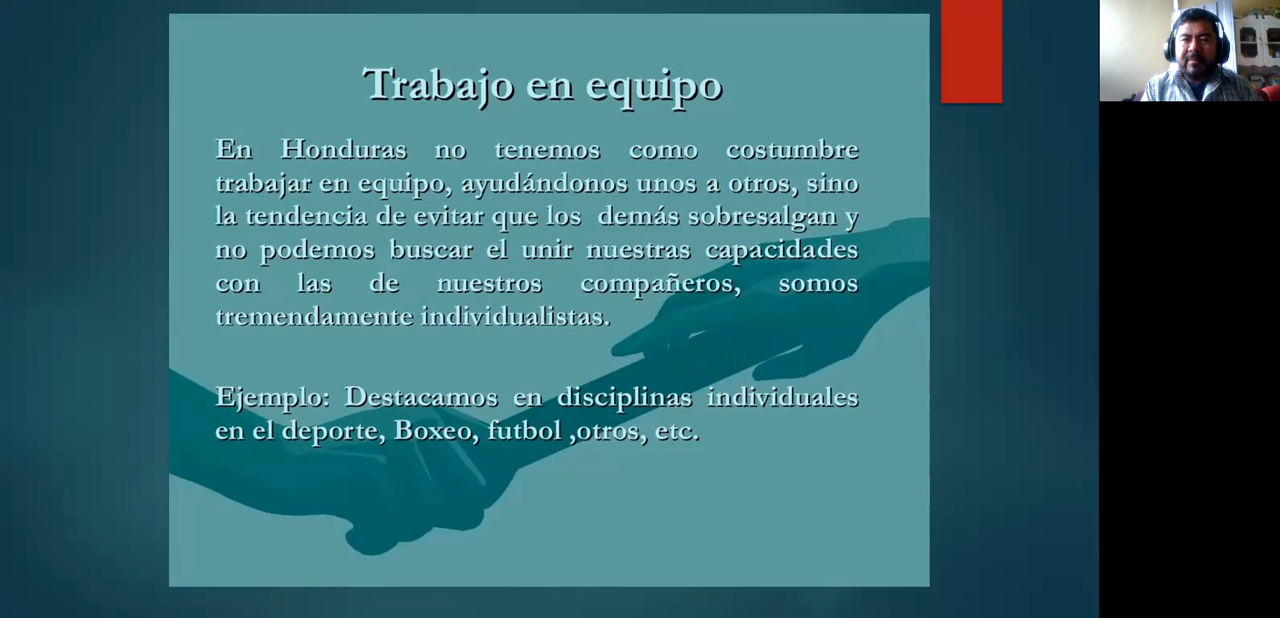 Trabajo en equipo
En Honduras no tenemos como costumbre
trabajar en equipo, ayudándonos unos a otros, sino
la tendencia de evitar que los demás sobresalgan y
no podemos buscar el unir nuestras capacidades
con las de nuestros compañeros, somos
tremendamente individualistas.
Ejemplo: Destacamos en disciplinas individuales
en el deporte, Boxeo, futbol ,otros, etc.